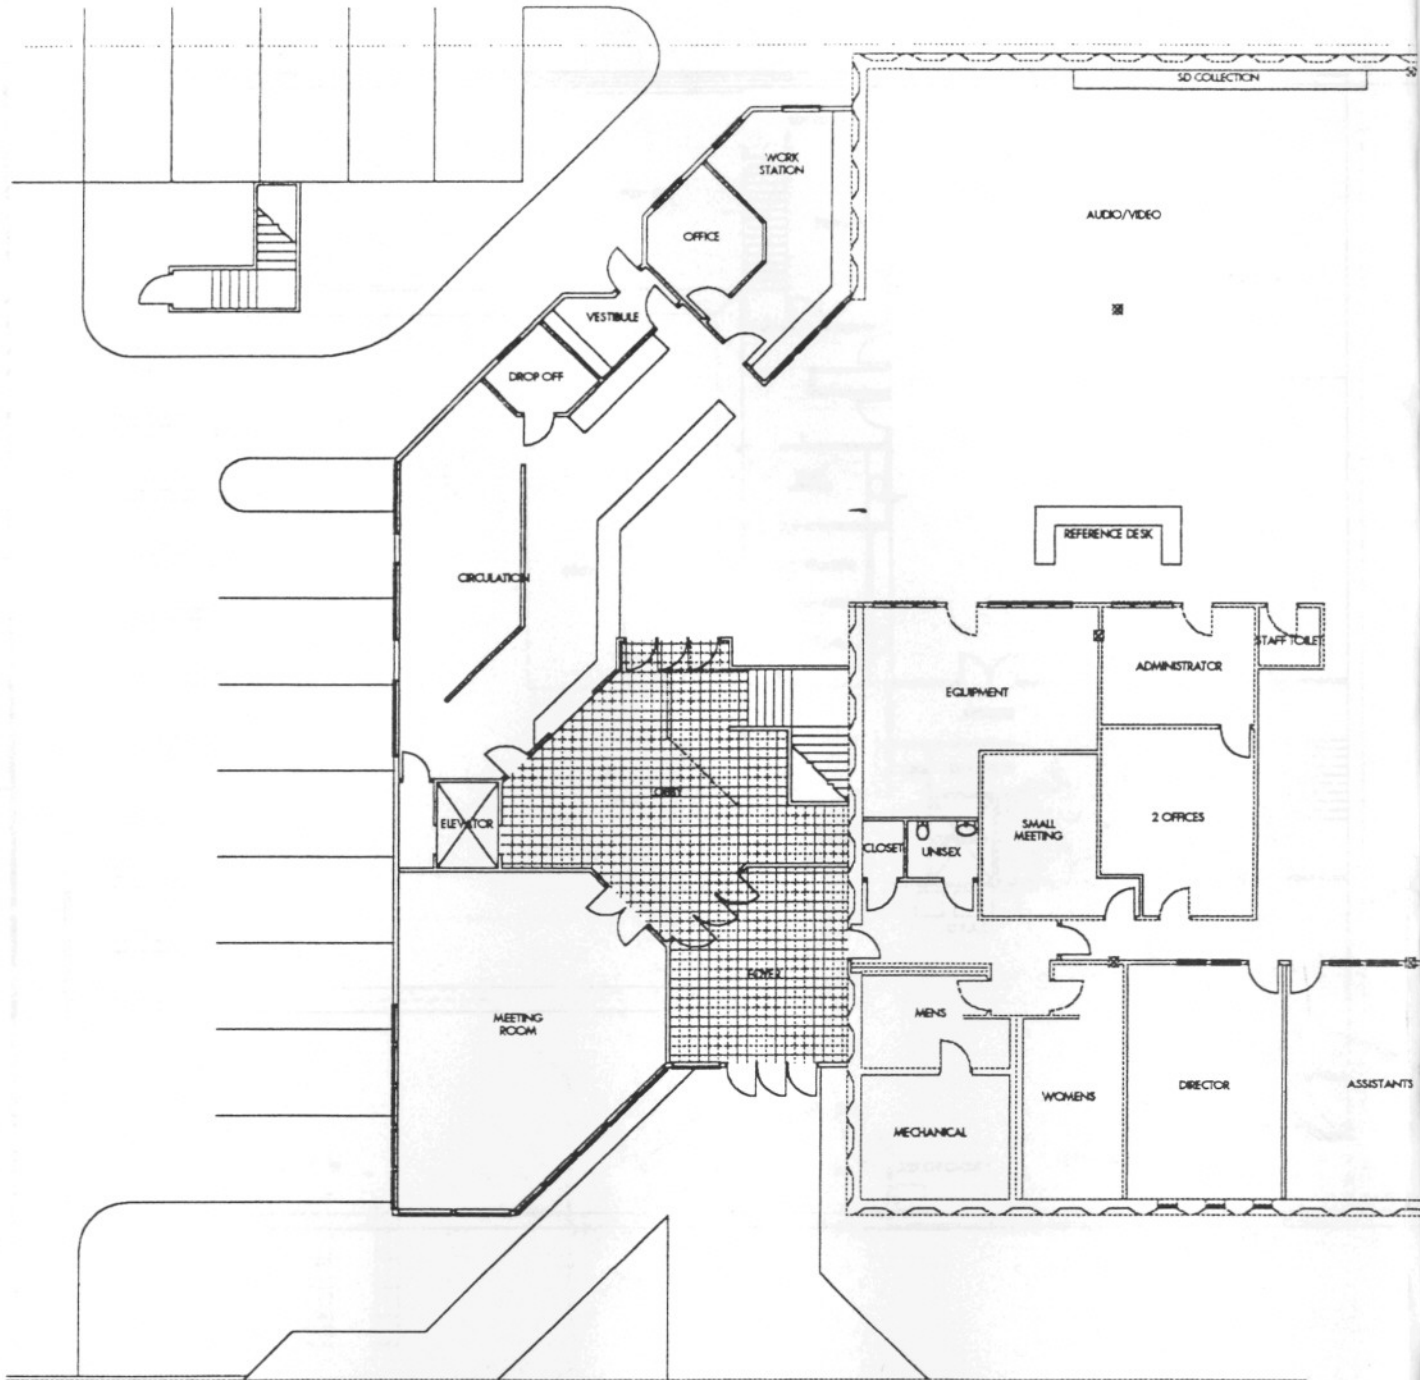 SD COLLECTION
WORK
STATION
AUDIO/VIDEO
OFFICE
VESTIBULE
DROP OFF
REFERENCE DESK
CIRCULATION
STAFF TOILET
ADMINISTRATOR
EQUIPMENT
LOBBY
2 OFFICES
SMALL
MEETING
ELEVATOR
CLOSET
UNISEX
FOYER
MEETING
ROOM
MENS
DIRECTOR
ASSISTANTS
WOMENS
MECHANICAL